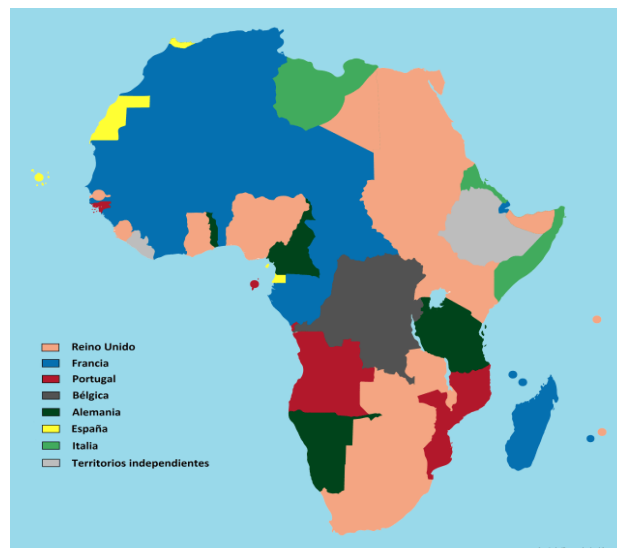 Reino Unido
Francia
Portugal
Bélgica
Alemania
España
Italia
Territorios independientes